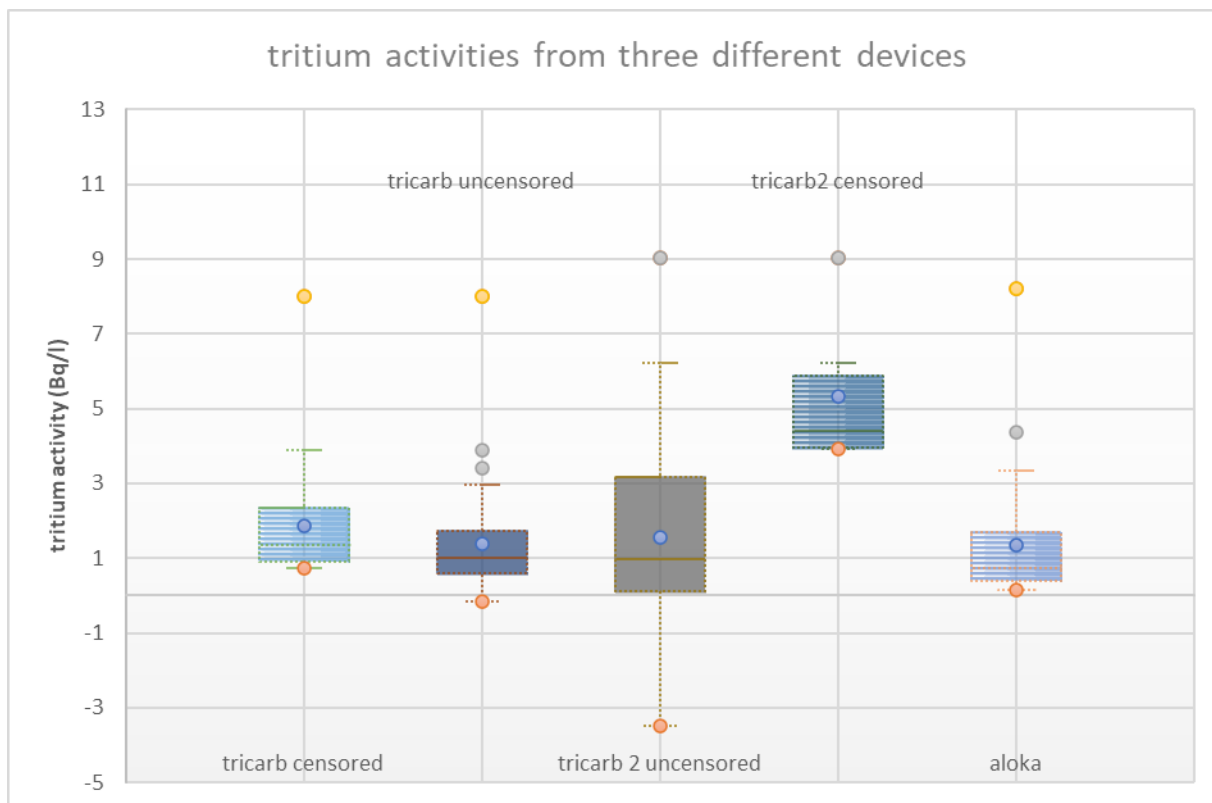 tritium activities from three different devices
13
11
9
7
5
3
1
-1
-3
-5
tritium activity (Bq/l)
tricarb uncensored
tricarb2 censored
tricarb censored
tricarb 2 uncensored
aloka